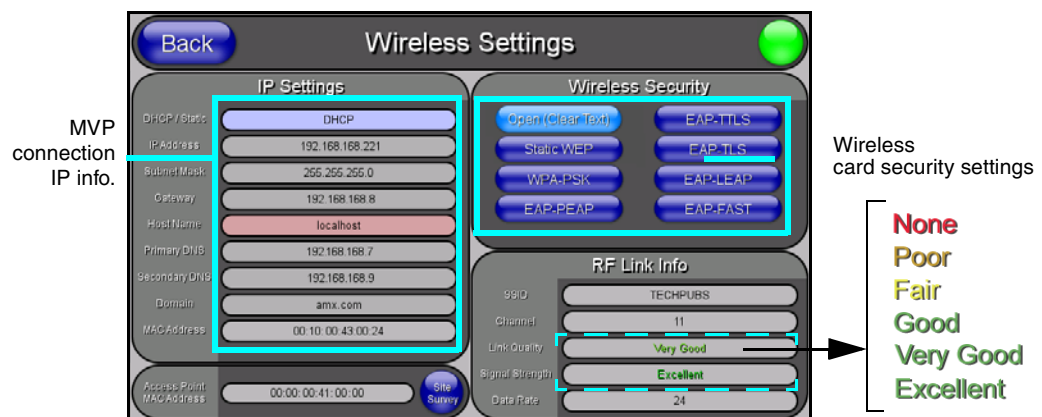 Back
Wireless Settings
MVP
connection
IP info.
IP Settings
DHCP / Static
DHCP
IP Address
192.168.168.221
Subnet Mask
255.255.255.0
Gateway
192.168.168.8
Host Name
localhost
Primary DNS
192.168.168.7
Secondary DNS
192.168.168.9
Domain
amx.com
MAC Address
00:10:00:43:00:24
Access Point
MAC Address
00:00:00:41:00:00
Site
Survey
Wireless Security
Open (Clear Text)
EAP-TTLS
Static WEP
EAP-TLS
WPA-PSK
EAP-LEAP
EAP-PEAP
EAP-FAST
RF Link Info
SSID
TECHPUBS
Channel
11
Link Quality
Very Good
Signal Strength
Excellent
Data Rate
24
Wireless
card security settings
None
Poor
Fair
Good
Very Good
Excellent